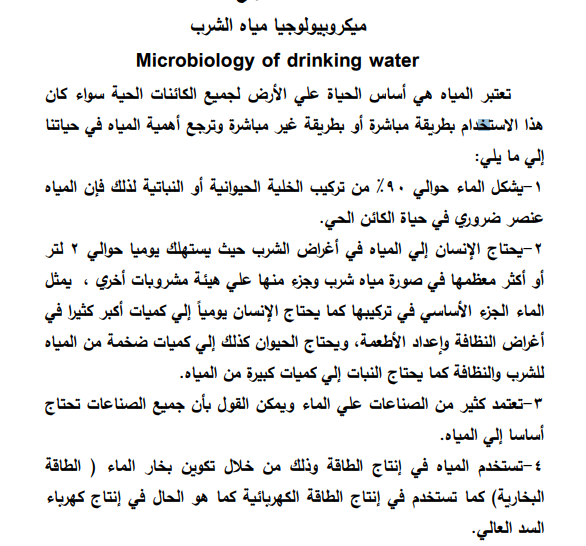 ميكروبيولوجيا مياه الشرب
Microbiology of drinking water
تعتبر المياه هي أساس الحياة علي الأرض لجميع الكائنات الحية سواء كان
هذا الاستخدام بطريقة مباشرة أو بطريقة غير مباشرة وترجع أهمية المياه في حياتنا
إلي ما يلي:
١-يشكل الماء حوالي ٩٠٪ من تركيب الخلية الحيوانية أو النباتية لذلك فإن المياه
عنصر ضروري في حياة الكائن الحي.
٢-يحتاج الإنسان إلي المياه في أغراض الشرب حيث يستهلك يوميا حوالي ٢ لتر
أو أكثر معظمها في صورة مياه شرب وجزء منها علي هيئة مشروبات أخري ، يمثل
الماء الجزء الأساسي في تركيبها كما يحتاج الإنسان يومياً إلي كميات أكبر كثيرا في
أغراض النظافة وإعداد الأطعمة، ويحتاج الحيوان كذلك إلي كميات ضخمة من المياه
للشرب والنظافة كما يحتاج النبات إلي كميات كبيرة من المياه.
٣-تعتمد كثير من الصناعات علي الماء ويمكن القول بأن جميع الصناعات تحتاج
أساسا إلي المياه.
٤-تستخدم المياه في إنتاج الطاقة وذلك من خلال تكوين بخار الماء ( الطاقة
البخارية) كما تستخدم في إنتاج الطاقة الكهربائية كما هو الحال في إنتاج كهرباء
السد العالي.